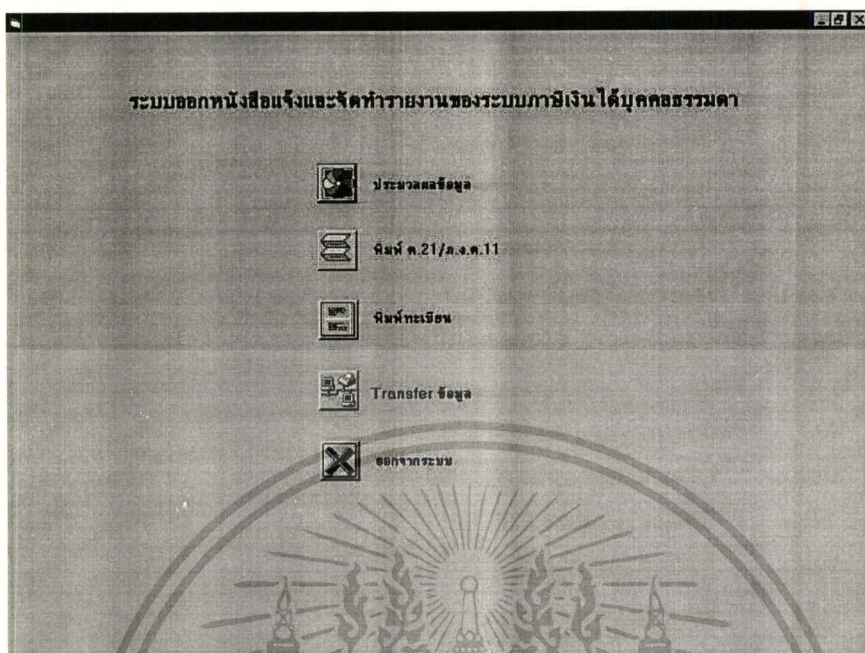 ระบบออกหนังสือแจ้งและจัดทำรายงานของระบบภาษีเงินได้บุคคลธรรมดา
ประมวลผลข้อมูล
พิมพ์ ค.21/ภ.ง.ด.11
พิมพ์ทะเบียน
Transfer ข้อมูล
ออกจากระบบ